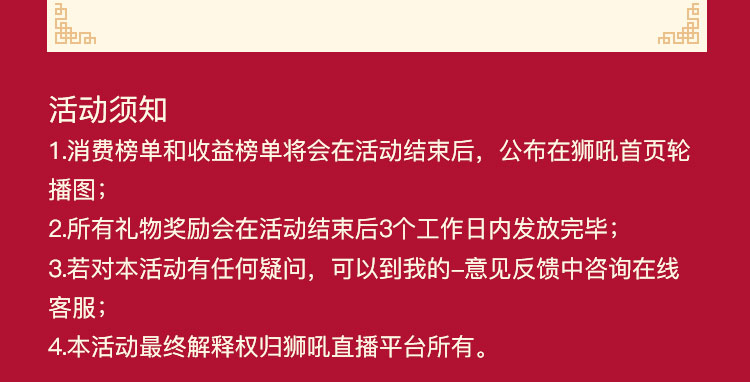 活动须知
1.消费榜单和收益榜单将会在活动结束后，公布在狮吼首页轮
播图；
2.所有礼物奖励会在活动结束后3个工作日内发放完毕；
3.若对本活动有任何疑问，可以到我的–意见反馈中咨询在线
客服；
4.本活动最终解释权归狮吼直播平台所有。